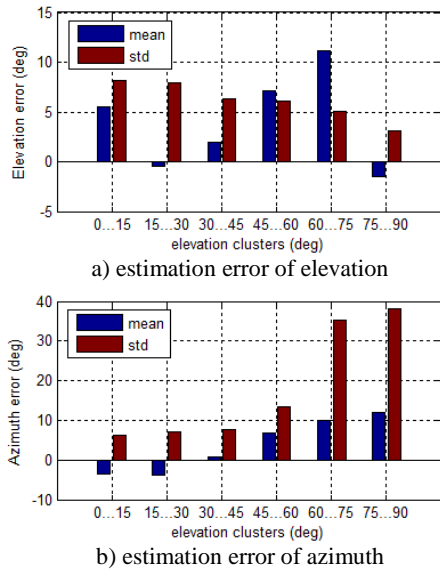 15
10
5
0
-5
Elevation error (deg)
mean
std
0...15 15...30 30...45 45...60 60...75 75...90
elevation clusters (deg)
a) estimation error of elevation
40
30
20
10
0
-10
Azimuth error (deg)
mean
std
0...15 15...30 30...45 45...60 60...75 75...90
elevation clusters (deg)
b) estimation error of azimuth